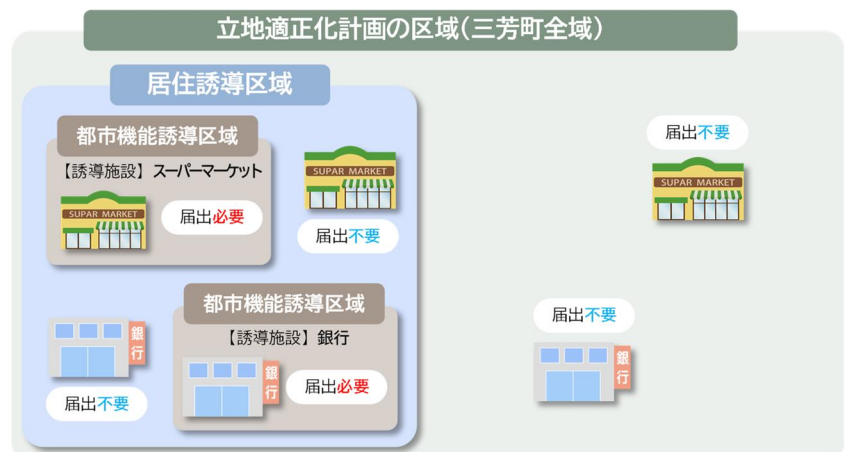 立地適正化計画の区域（三芳町全域）
居住誘導区域
都市機能誘導区域
【誘導施設】スーパーマーケット
SUPAR MARKET
届出必要
SUPAR MARKET
届出不要
届出不要
SUPAR MARKET
銀行
届出不要
都市機能誘導区域
【誘導施設】銀行
銀行
届出必要
届出不要
銀行